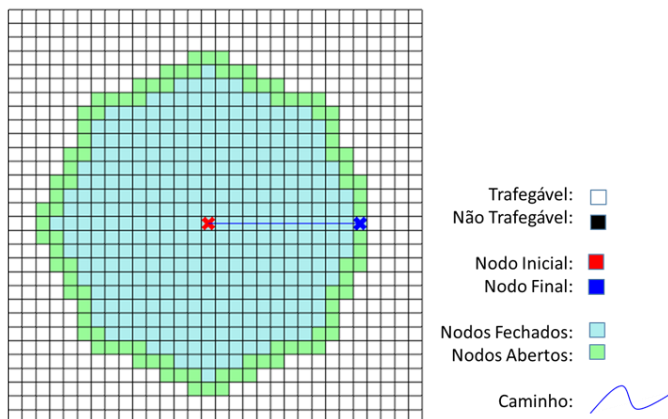 Trafegável:
Não Trafegável:
Nodo Inicial:
Nodo Final:
Nodos Fechados:
Nodos Abertos:
Caminho: